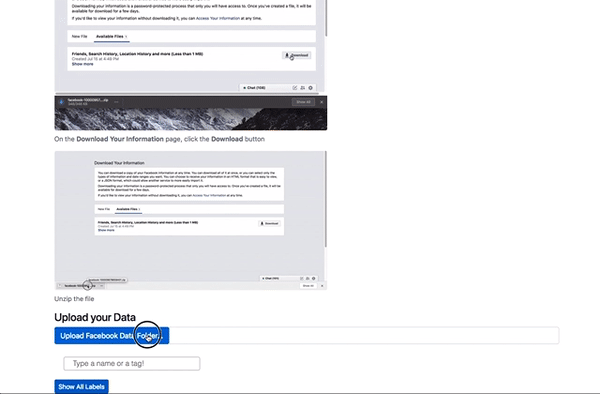 Downloading your information is a password-protected process that only you will have access to. Once you've created a file, it will be
available for download for a few days.
If you'd like to view your information without downloading it, you can Access Your Information at any time.
New File Available Files 1
Friends, Search History, Location History and more (Less than 1 MB)
Created Jul 16 at 4:49 PM
Show more
Download
Chat (108)
Show All
On the Download Your Information page, click the Download button
Download Your Information
You can download a copy of your Facebook information at any time. You can download all of it at once, or you can select only the
types of information and date ranges you want. You can choose to receive your information in an HTML format that is easy to view
or a JSON format, which could allow another service to more easily import it.
Downloading your information is a password-protected process that only you will have access to. Once you've created a file, it will be
available for download for a few days.
If you'd like to view your information without downloading it, you can Access Your Information at any time.
New File Available Files 1
Friends, Search History, Location History and more (Less than 1 MB)
Created Jul 16 at 4:49 PM
Show more
Download
Show All
Unzip the file
Upload your Data
Upload Facebook Data Folder
Type a name or a tag!
Show All Labels